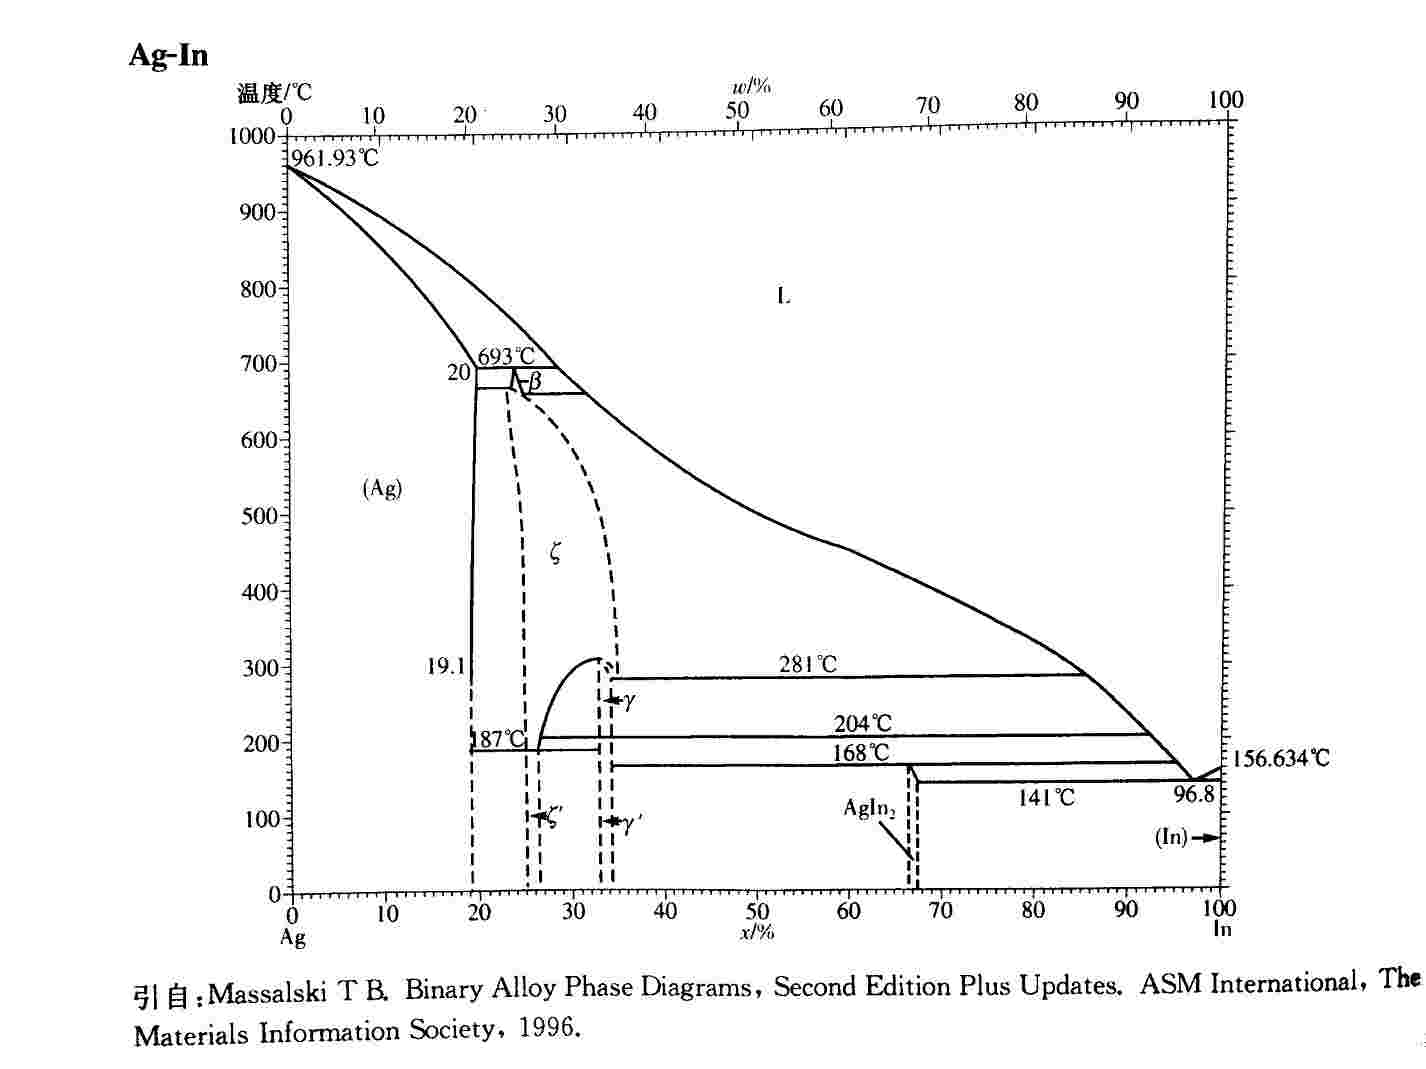 Ag-In
温度/℃
w/%
0 10 20 30 40 50 60 70 80 90 100
1000
961.93℃
900
800
L
700
693℃
20
β
600
(Ag)
500
ζ
400
300
19.1
281℃
γ
200
187℃
204℃
168℃
156.634℃
141℃
96.8
100
ζ′
γ′
AgIn₂
(In)
0
0 10 20 30 40 50 60 70 80 90 100
Ag
x/%
In
引自:Massalski T B. Binary Alloy Phase Diagrams, Second Edition Plus Updates. ASM International, The
Materials Information Society, 1996.